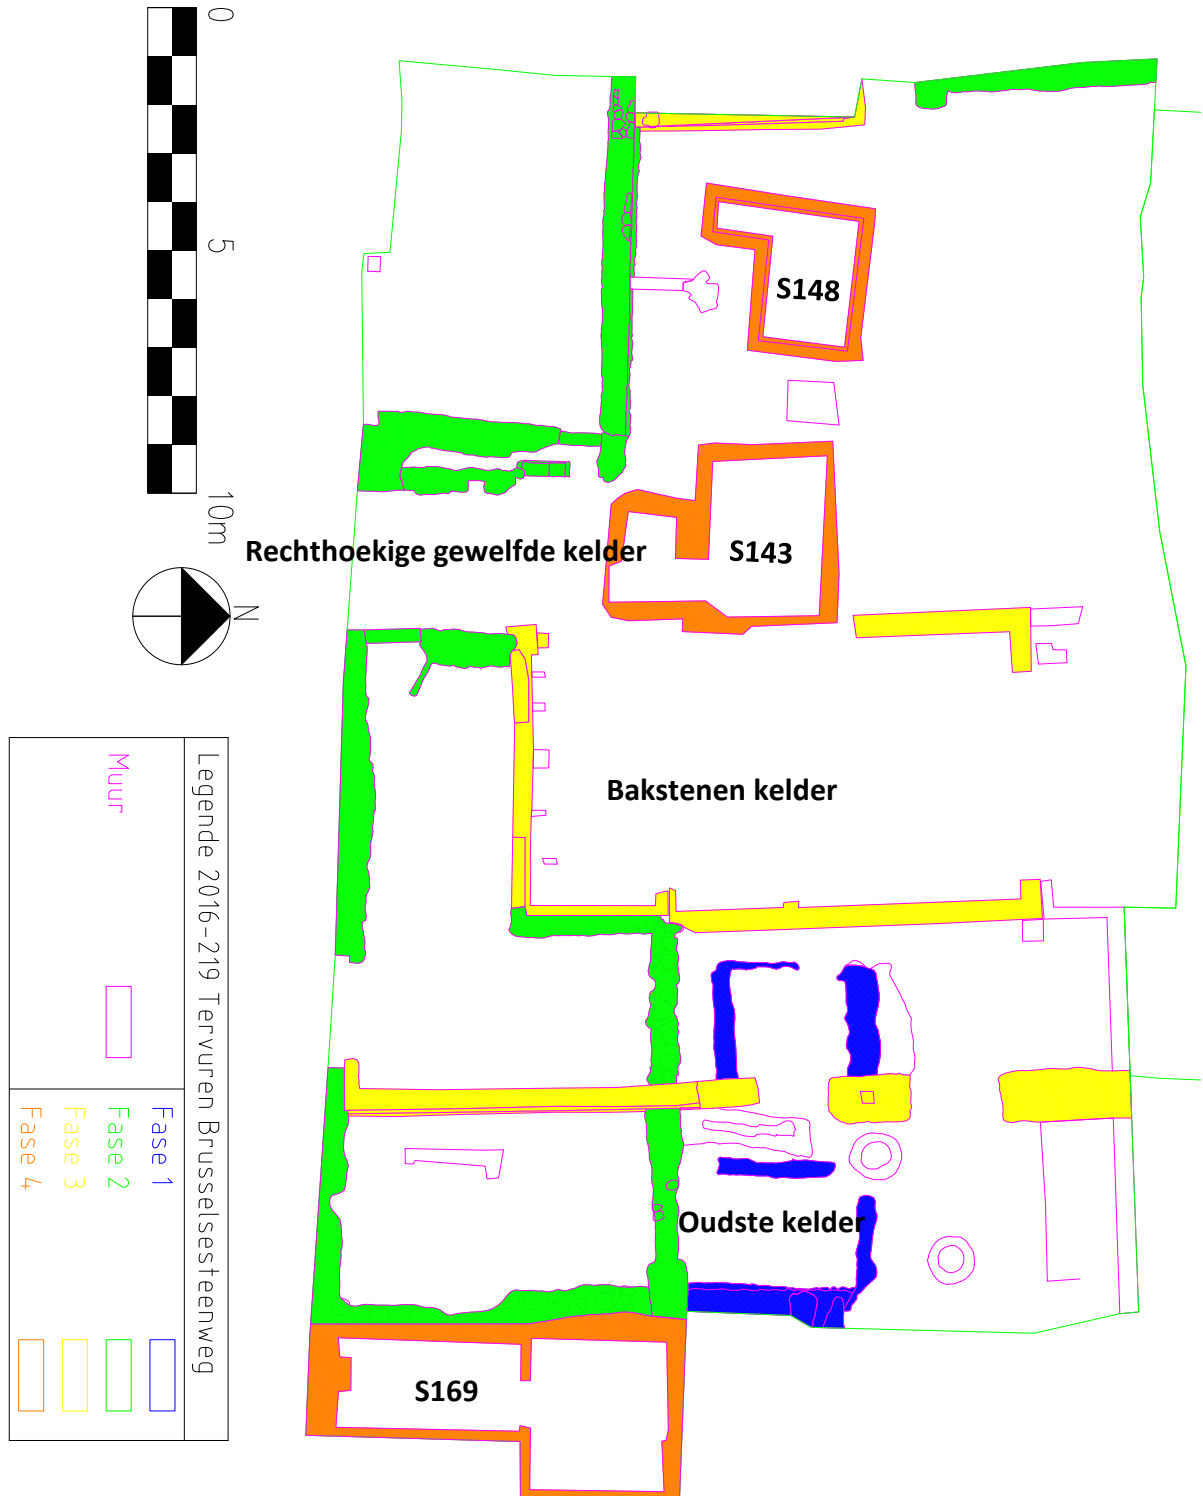 0
5
10m
N
S148
S143
Rechthoekige gewelfde kelder
Bakstenen kelder
Oudste kelder
S169
Legende 2016-219 Tervuren Brusselsesteenweg
Muur
Fase 1
Fase 2
Fase 3
Fase 4